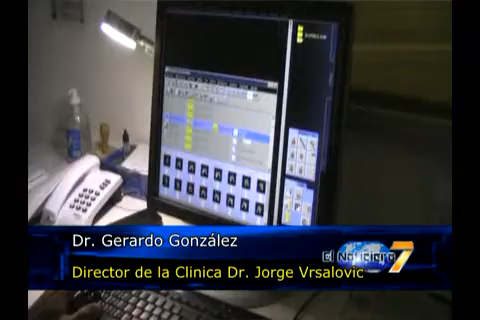 Dr. Gerardo González
Director de la Clinica Dr. Jorge Vrsalovic
El Noticiero 7